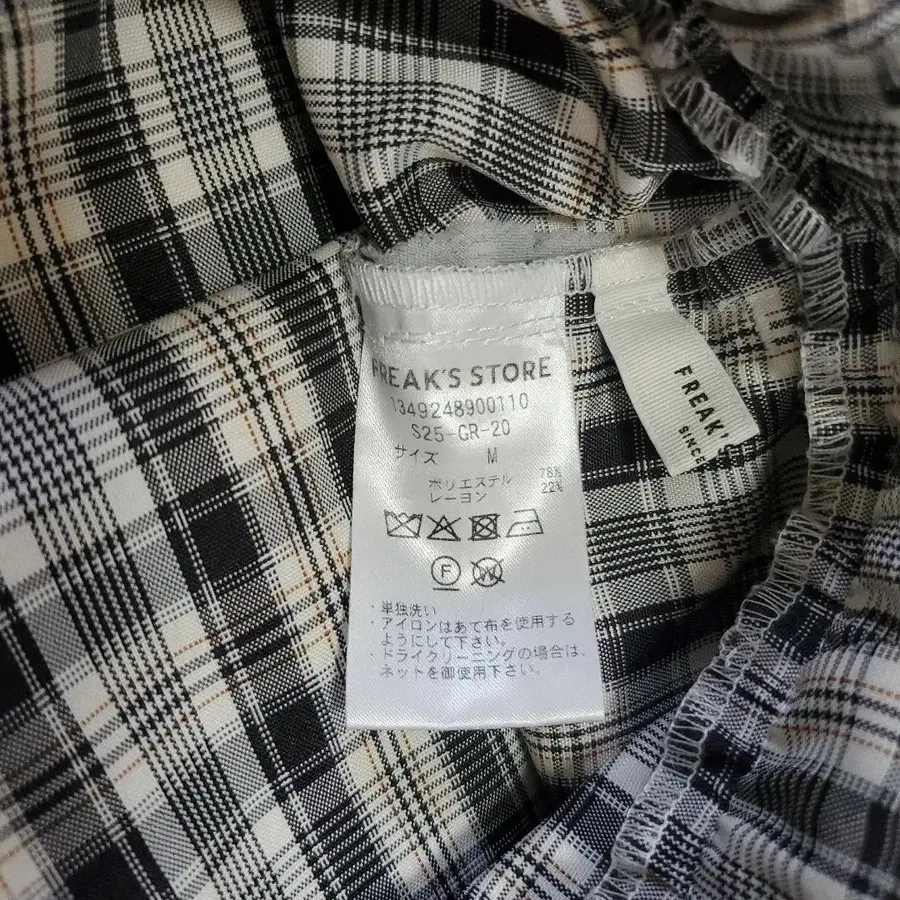 FREAK'S STORE
1349248900110
S25-GR-20
サイズ M
ポリエステル 78%
レーヨン 22%
F W
・単独洗い
・アイロンはあて布を使用する
ようにして下さい。
・ドライクリーニングの場合は、
ネットを御使用下さい。
FREAK'S
SINCE